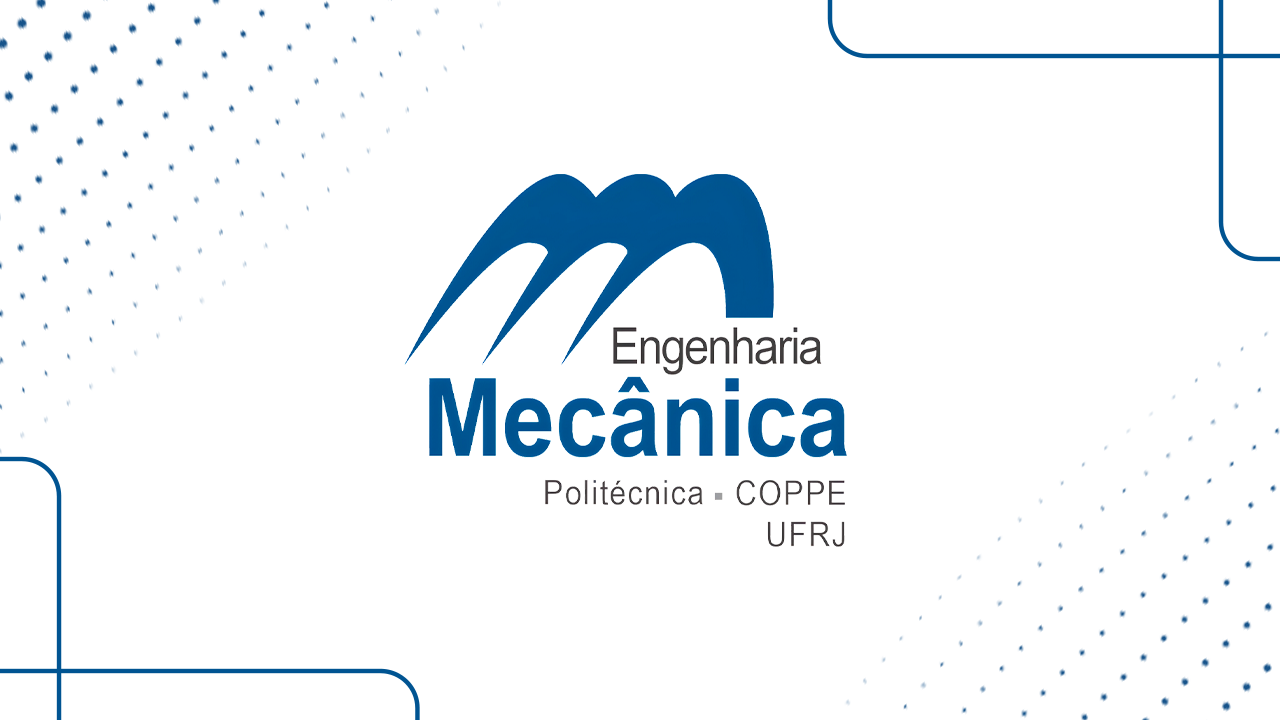 Engenharia
Mecânica
Politécnica ▪ COPPE
UFRJ